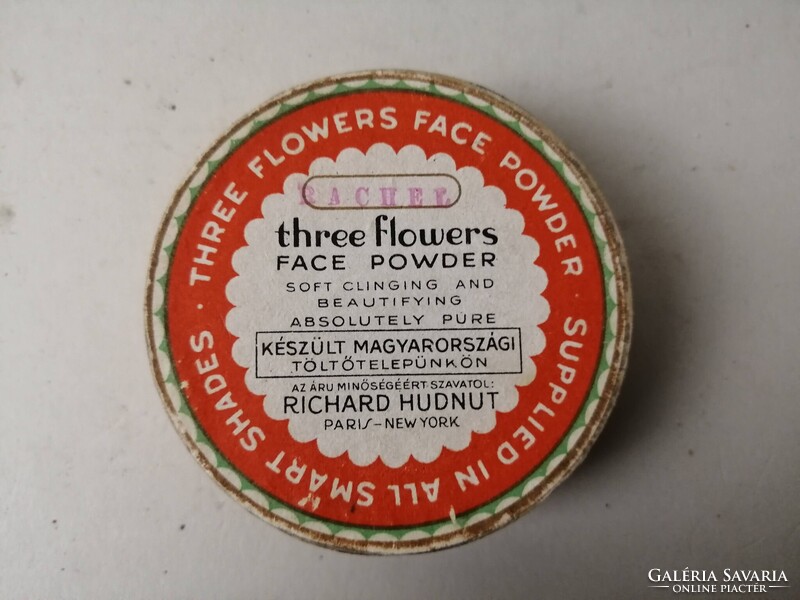 THREE FLOWERS FACE POWDER SUPPLIED IN ALL SMART SHADES ·
RACHEL
three flowers
FACE POWDER
SOFT CLINGING AND
BEAUTIFYING
ABSOLUTELY PURE
KÉSZÜLT MAGYARORSZÁGI
TÖLTŐTELEPÜNKÖN
AZ ÁRU MINŐSÉGÉÉRT SZAVATOL:
RICHARD HUDNUT
PARIS-NEW YORK
GALÉRIA SAVARIA
ONLINE PIACTÉR